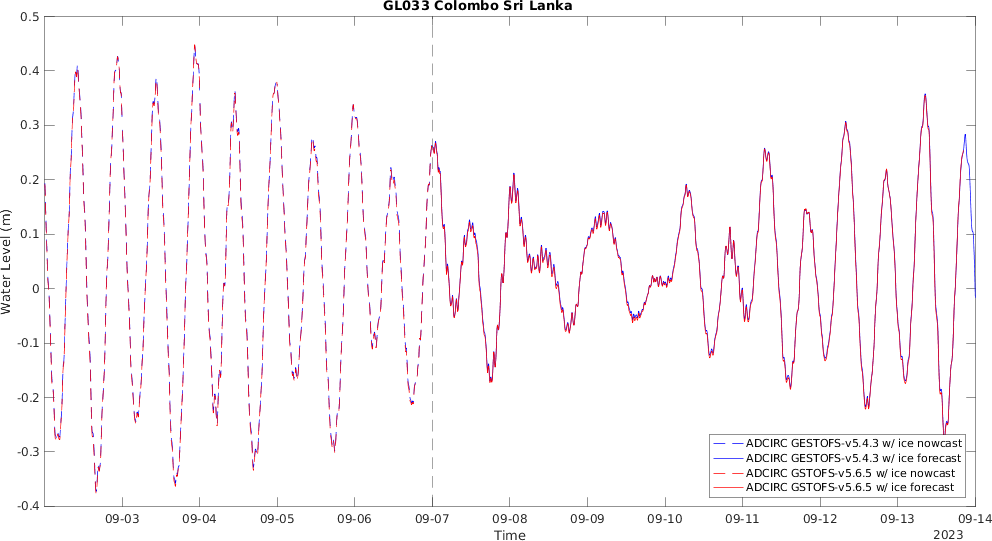 GL033 Colombo Sri Lanka
0.5
0.4
0.3
0.2
0.1
0
-0.1
-0.2
-0.3
-0.4
Water Level (m)
ADCIRC GESTOFS-v5.4.3 w/ ice nowcast
ADCIRC GESTOFS-v5.4.3 w/ ice forecast
ADCIRC GSTOFS-v5.6.5 w/ ice nowcast
ADCIRC GSTOFS-v5.6.5 w/ ice forecast
09-03 09-04 09-05 09-06 09-07 09-08 09-09 09-10 09-11 09-12 09-13 09-14
Time
2023